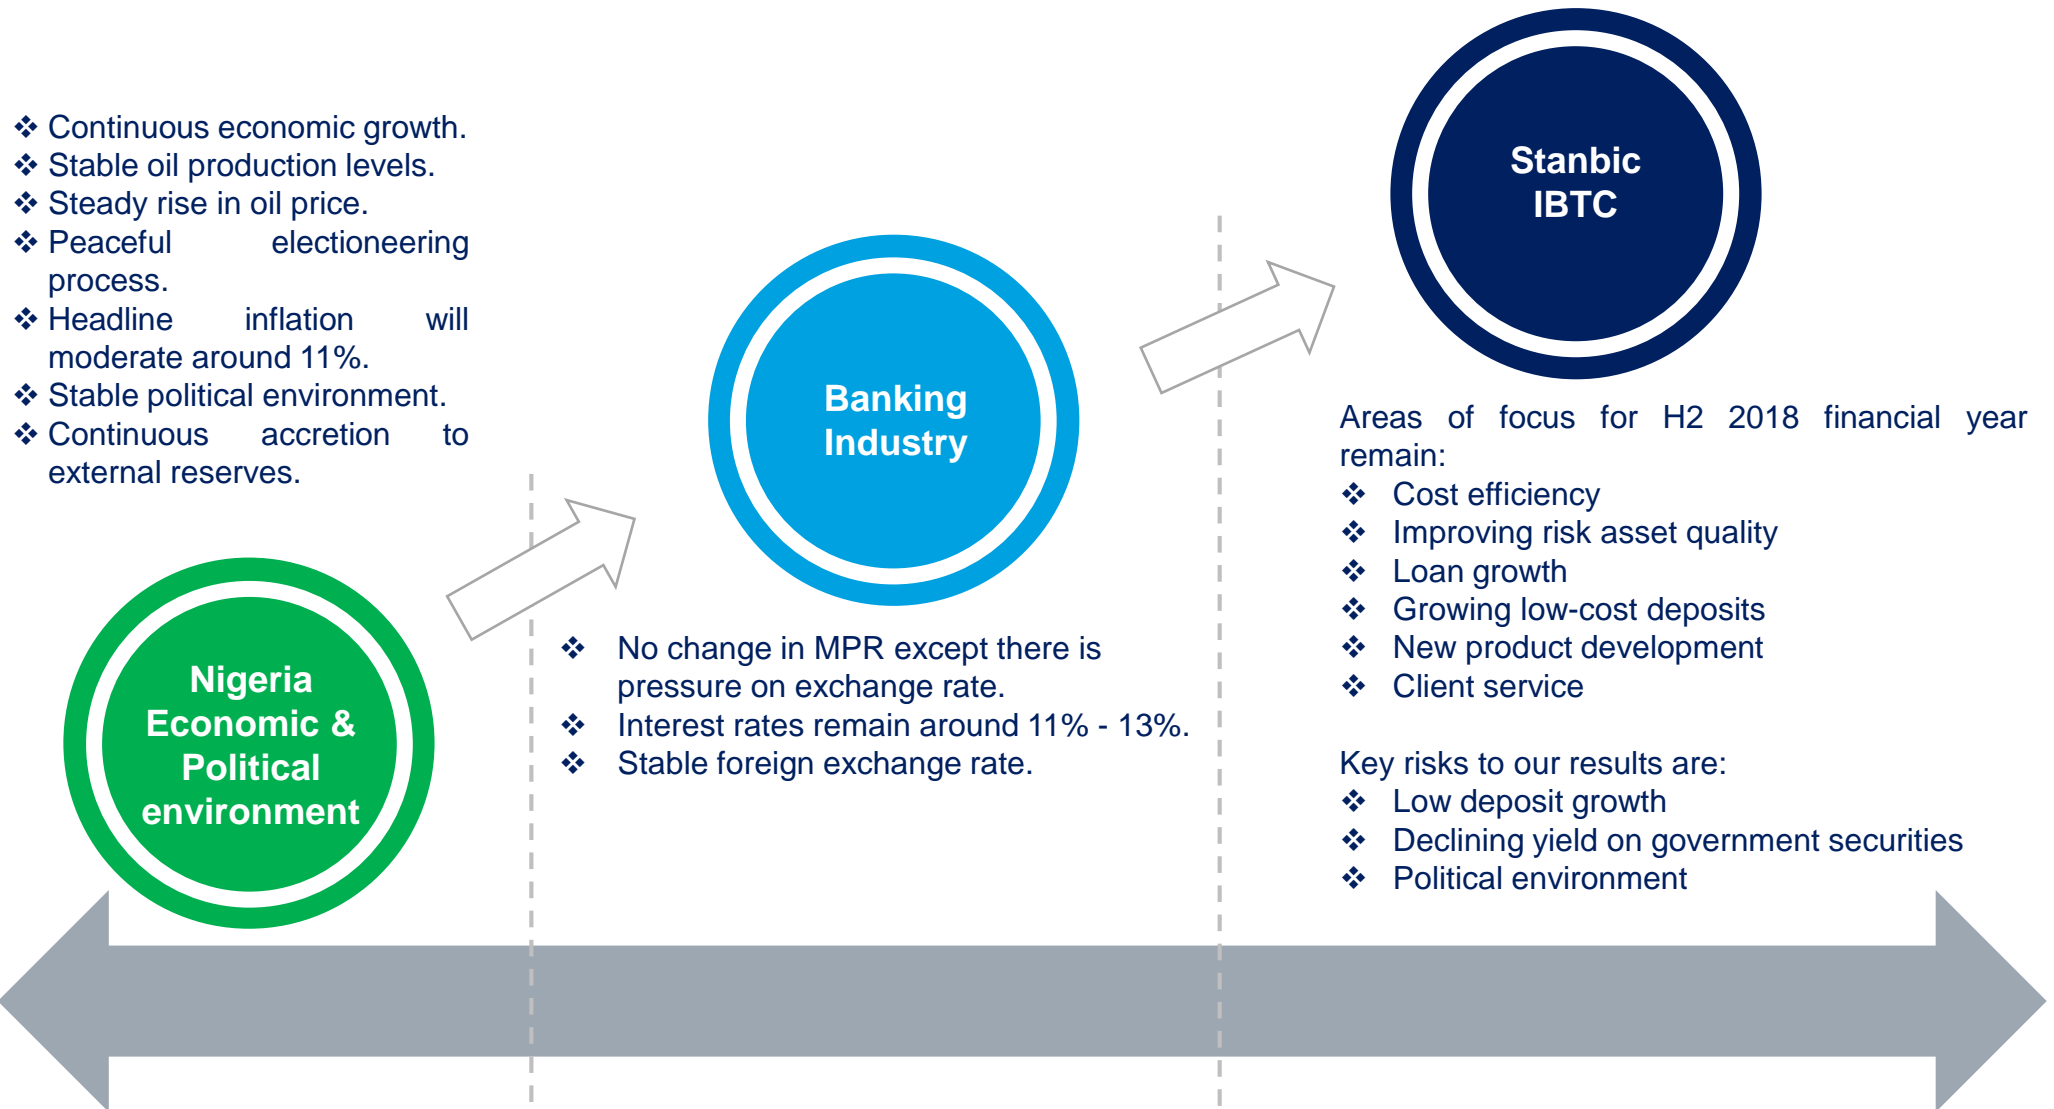 ❖ Continuous economic growth.
❖ Stable oil production levels.
❖ Steady rise in oil price.
❖ Peaceful electioneering
process.
❖ Headline inflation will
moderate around 11%.
❖ Stable political environment.
❖ Continuous accretion to
external reserves.
Nigeria
Economic &
Political
environment
Banking
Industry
❖ No change in MPR except there is
pressure on exchange rate.
❖ Interest rates remain around 11% - 13%.
❖ Stable foreign exchange rate.
Stanbic
IBTC
Areas of focus for H2 2018 financial year
remain:
❖ Cost efficiency
❖ Improving risk asset quality
❖ Loan growth
❖ Growing low-cost deposits
❖ New product development
❖ Client service
Key risks to our results are:
❖ Low deposit growth
❖ Declining yield on government securities
❖ Political environment